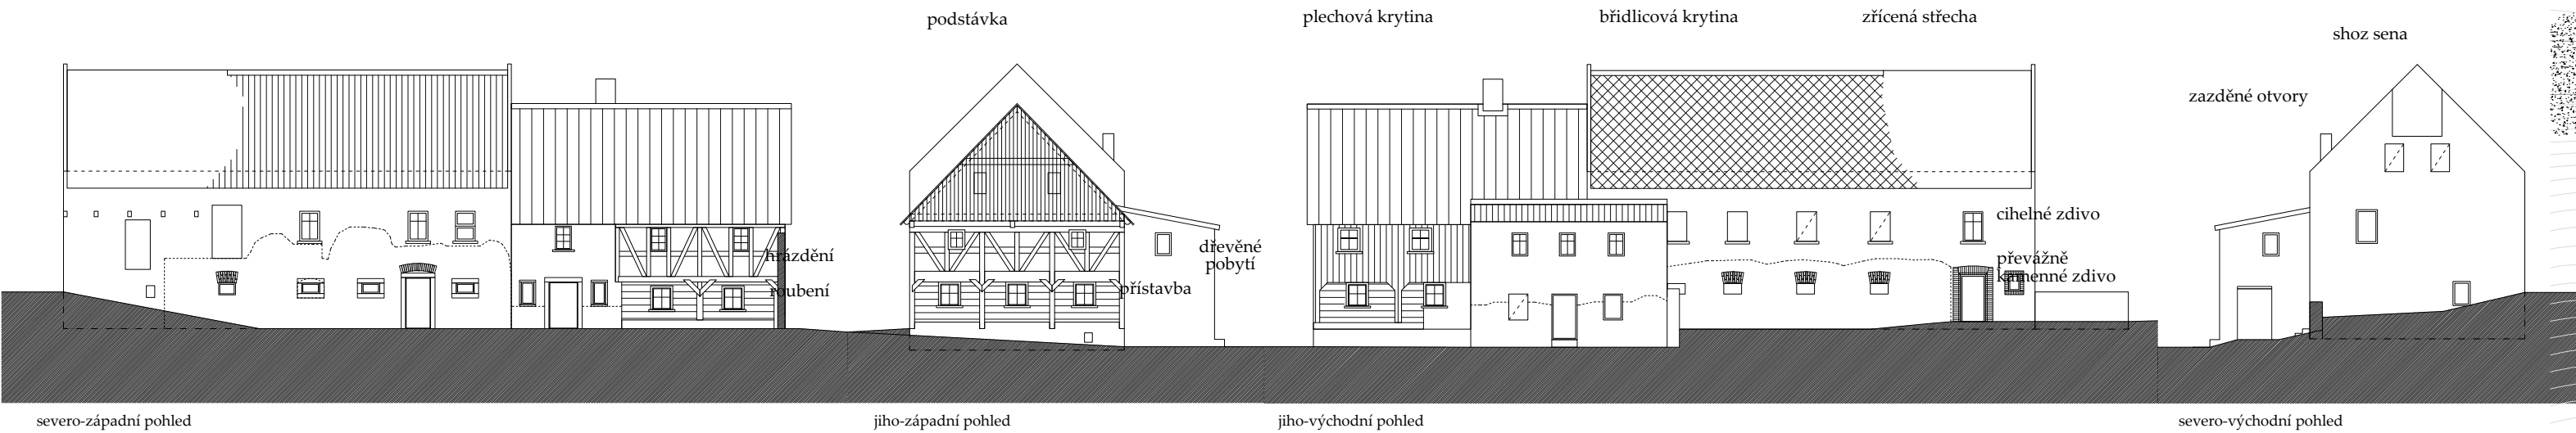 podstávka
plechová krytina
břidlicová krytina
zřícená střecha
shoz sena
zazděné otvory
hrázdění
roubení
dřevěné
pobytí
přístavba
cihelné zdivo
převážně
kamenné zdivo
severo-západní pohled
jiho-západní pohled
jiho-východní pohled
severo-východní pohled